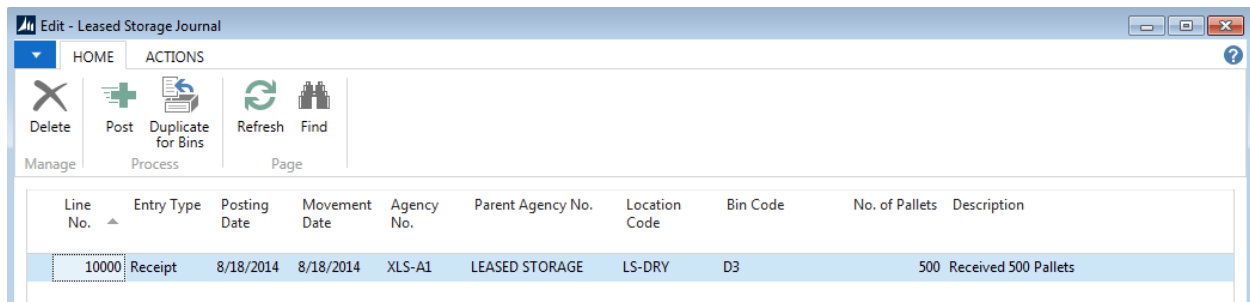 Edit - Leased Storage Journal
HOME ACTIONS
Delete Post Duplicate for Bins Refresh Find
Manage Process Page
Line No. Entry Type Posting Date Movement Date Agency No. Parent Agency No. Location Code Bin Code No. of Pallets Description
10000 Receipt 8/18/2014 8/18/2014 XLS-A1 LEASED STORAGE LS-DRY D3 500 Received 500 Pallets